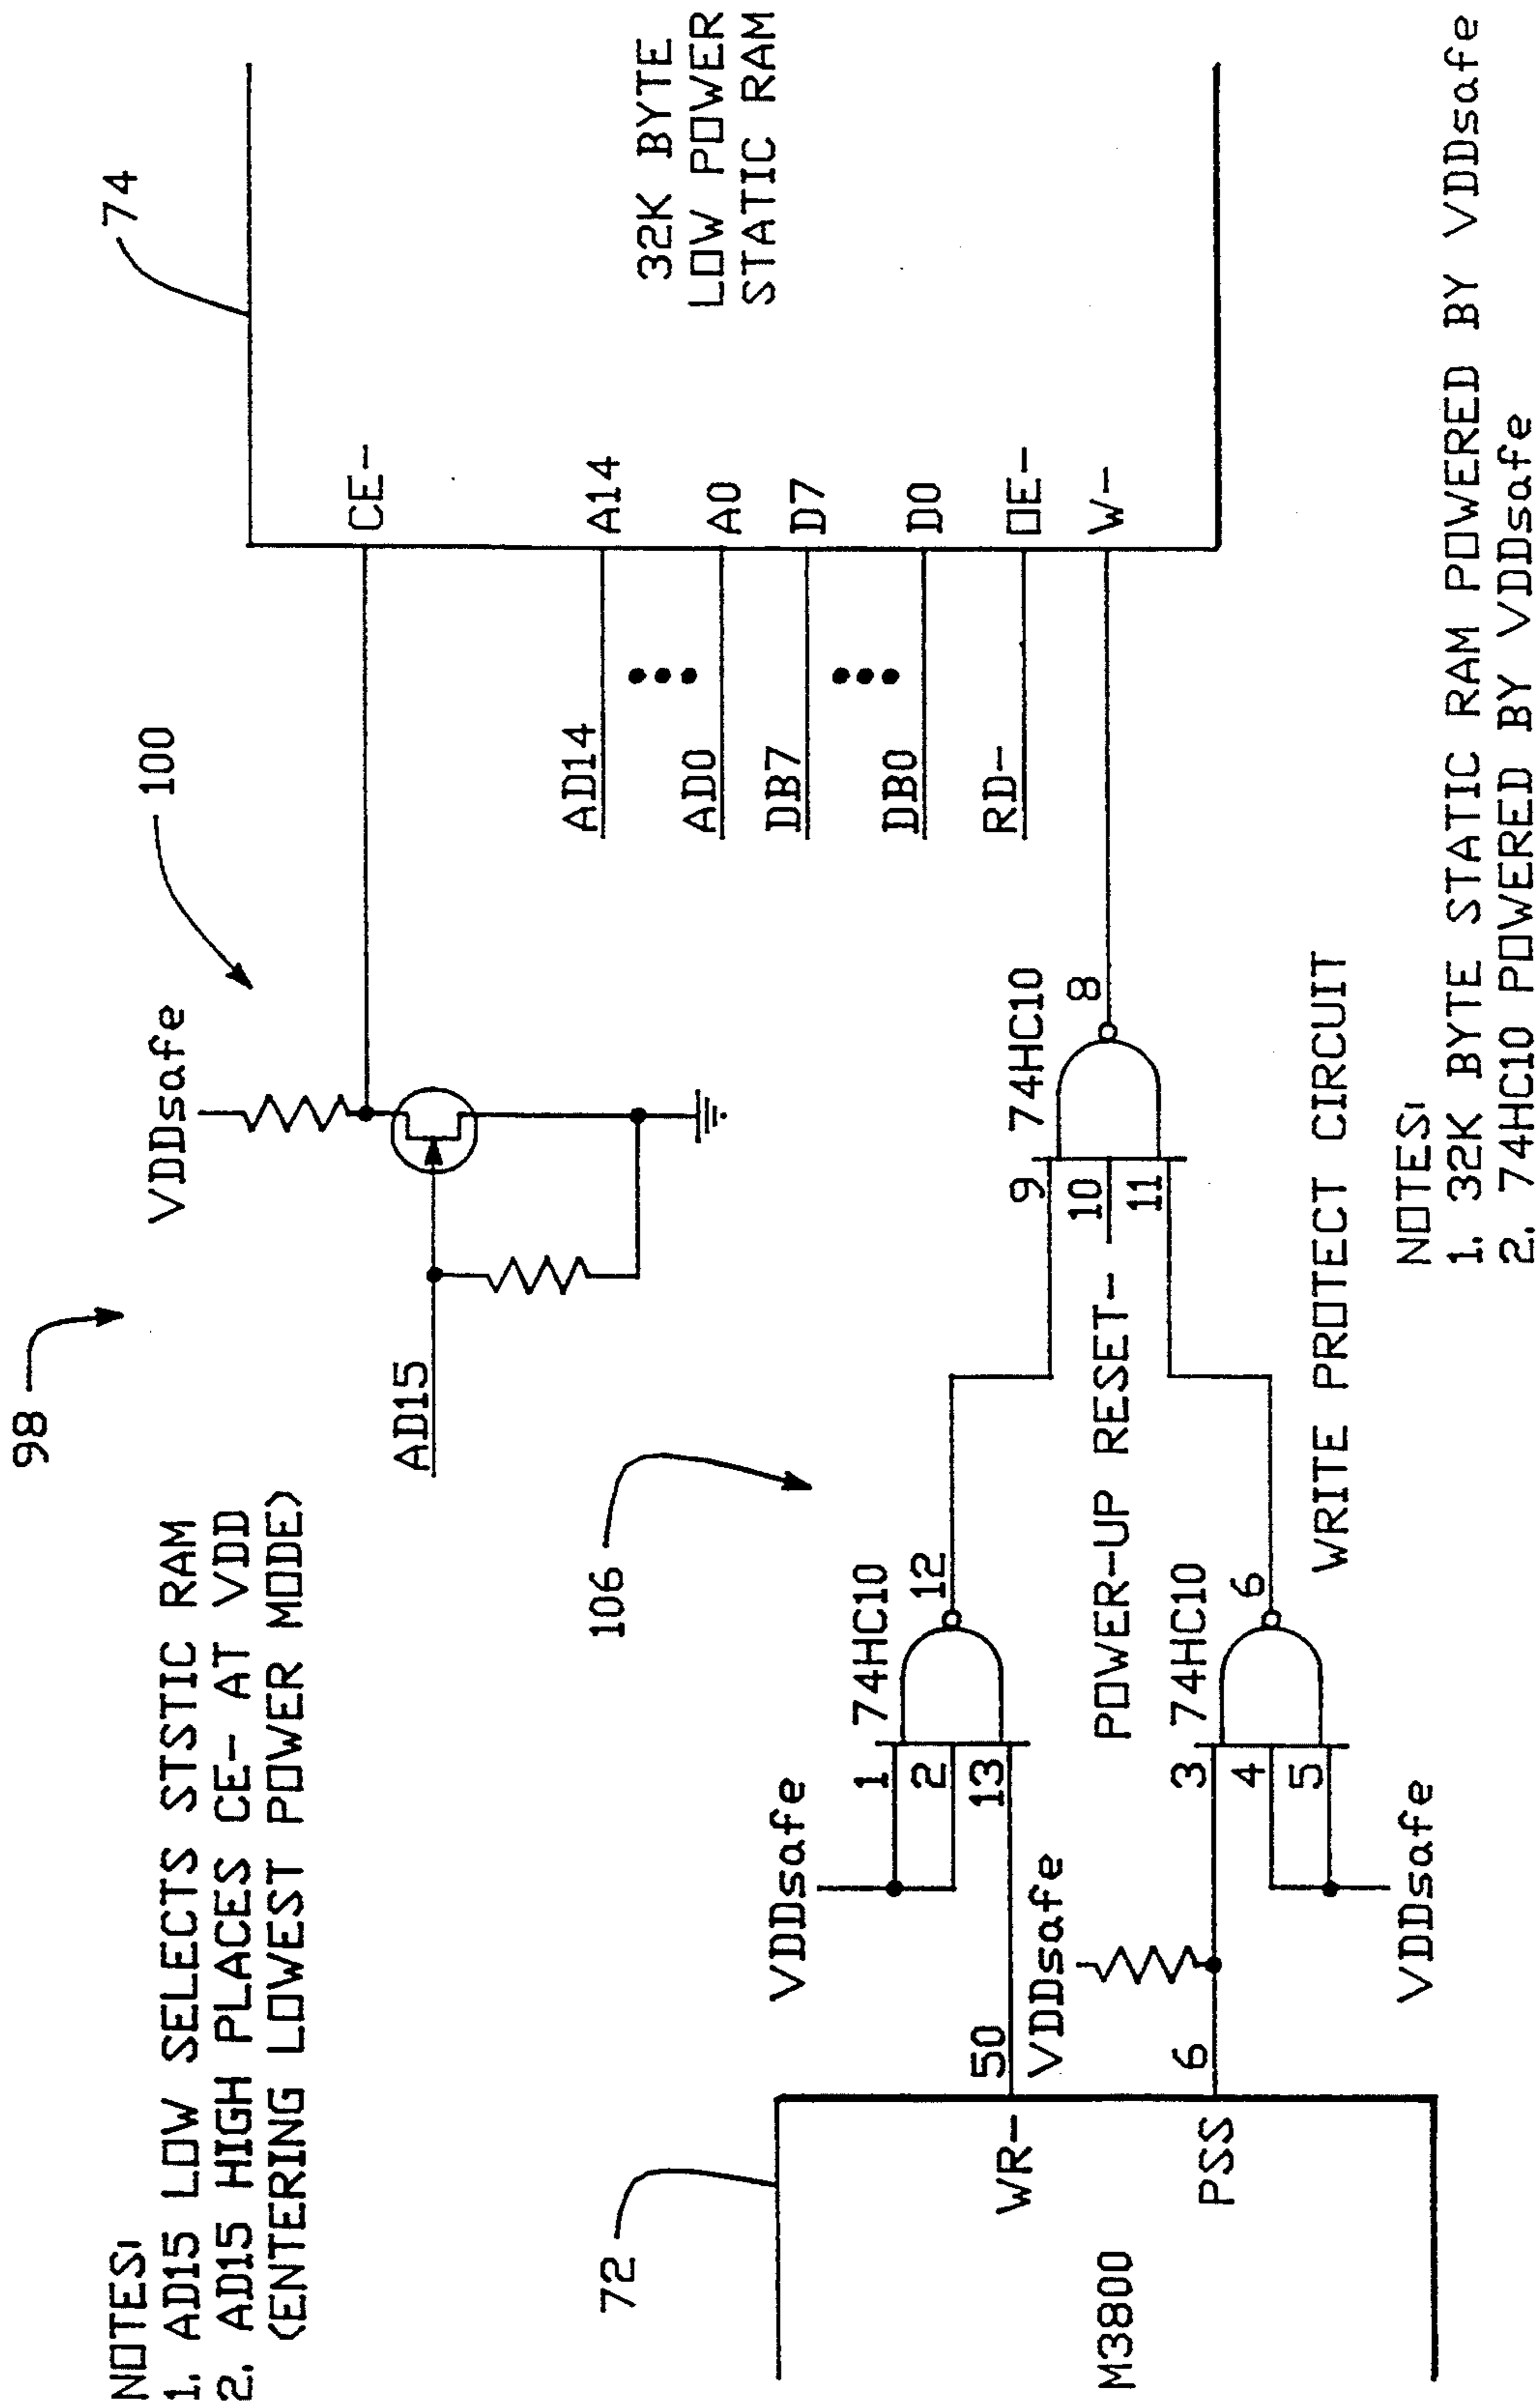 98
NOTES:
1. AD15 LOW SELECTS STSTIC RAM
2. AD15 HIGH PLACES CE- AT VDD
(ENTERING LOWEST POWER MODE)
VDDsafe
100
AD15
74
CE-
32K BYTE
LOW POWER
STATIC RAM
AD14
A14
AD0
A0
DB7
D7
DB0
D0
RD-
OE-
W-
106
72
M3800
WR-
50
PSS
6
VDDsafe
1
2
13
74HC10
12
VDDsafe
3
4
5
74HC10
6
VDDsafe
POWER-UP RESET-
9
10
11
74HC10
8
WRITE PROTECT CIRCUIT
NOTES:
1. 32K BYTE STATIC RAM POWERED BY VDDsafe
2. 74HC10 POWERED BY VDDsafe